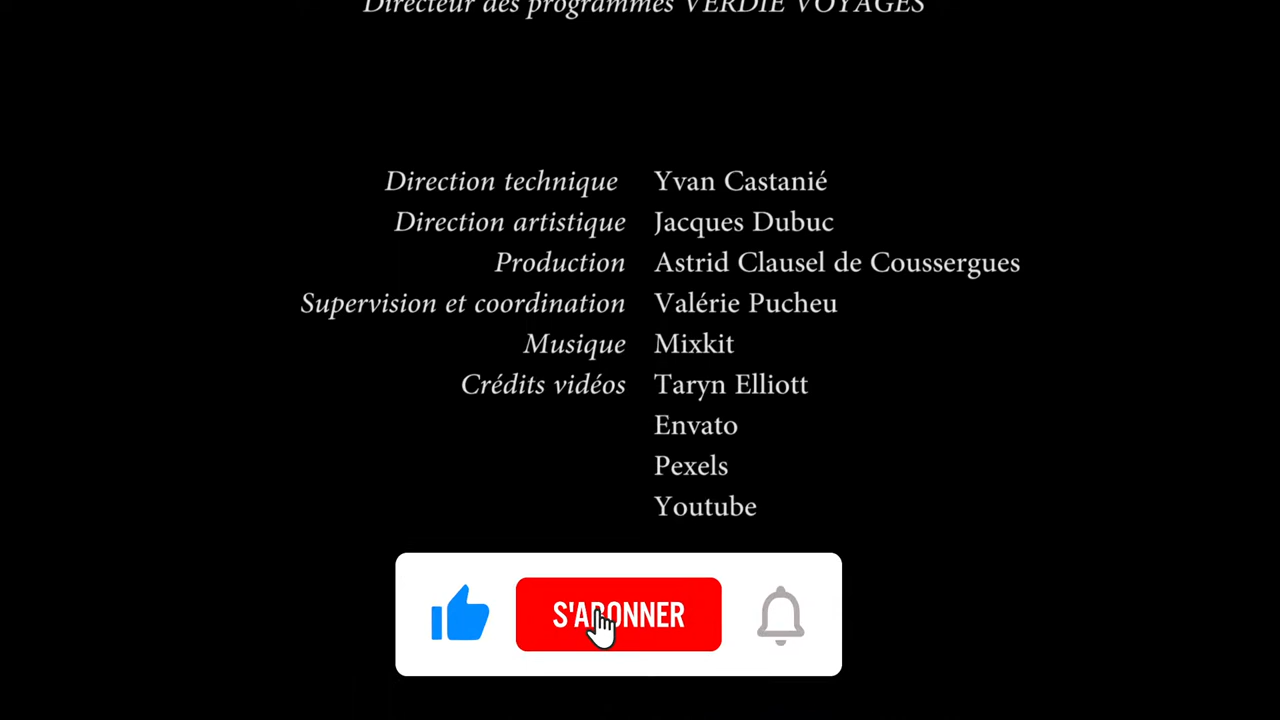 Directeur des programmes VERDIÉ VOYAGES
Direction technique Yvan Castanié
Direction artistique Jacques Dubuc
Production Astrid Clausel de Coussergues
Supervision et coordination Valérie Pucheu
Musique Mixkit
Crédits vidéos Taryn Elliott
Envato
Pexels
Youtube
S'ABONNER